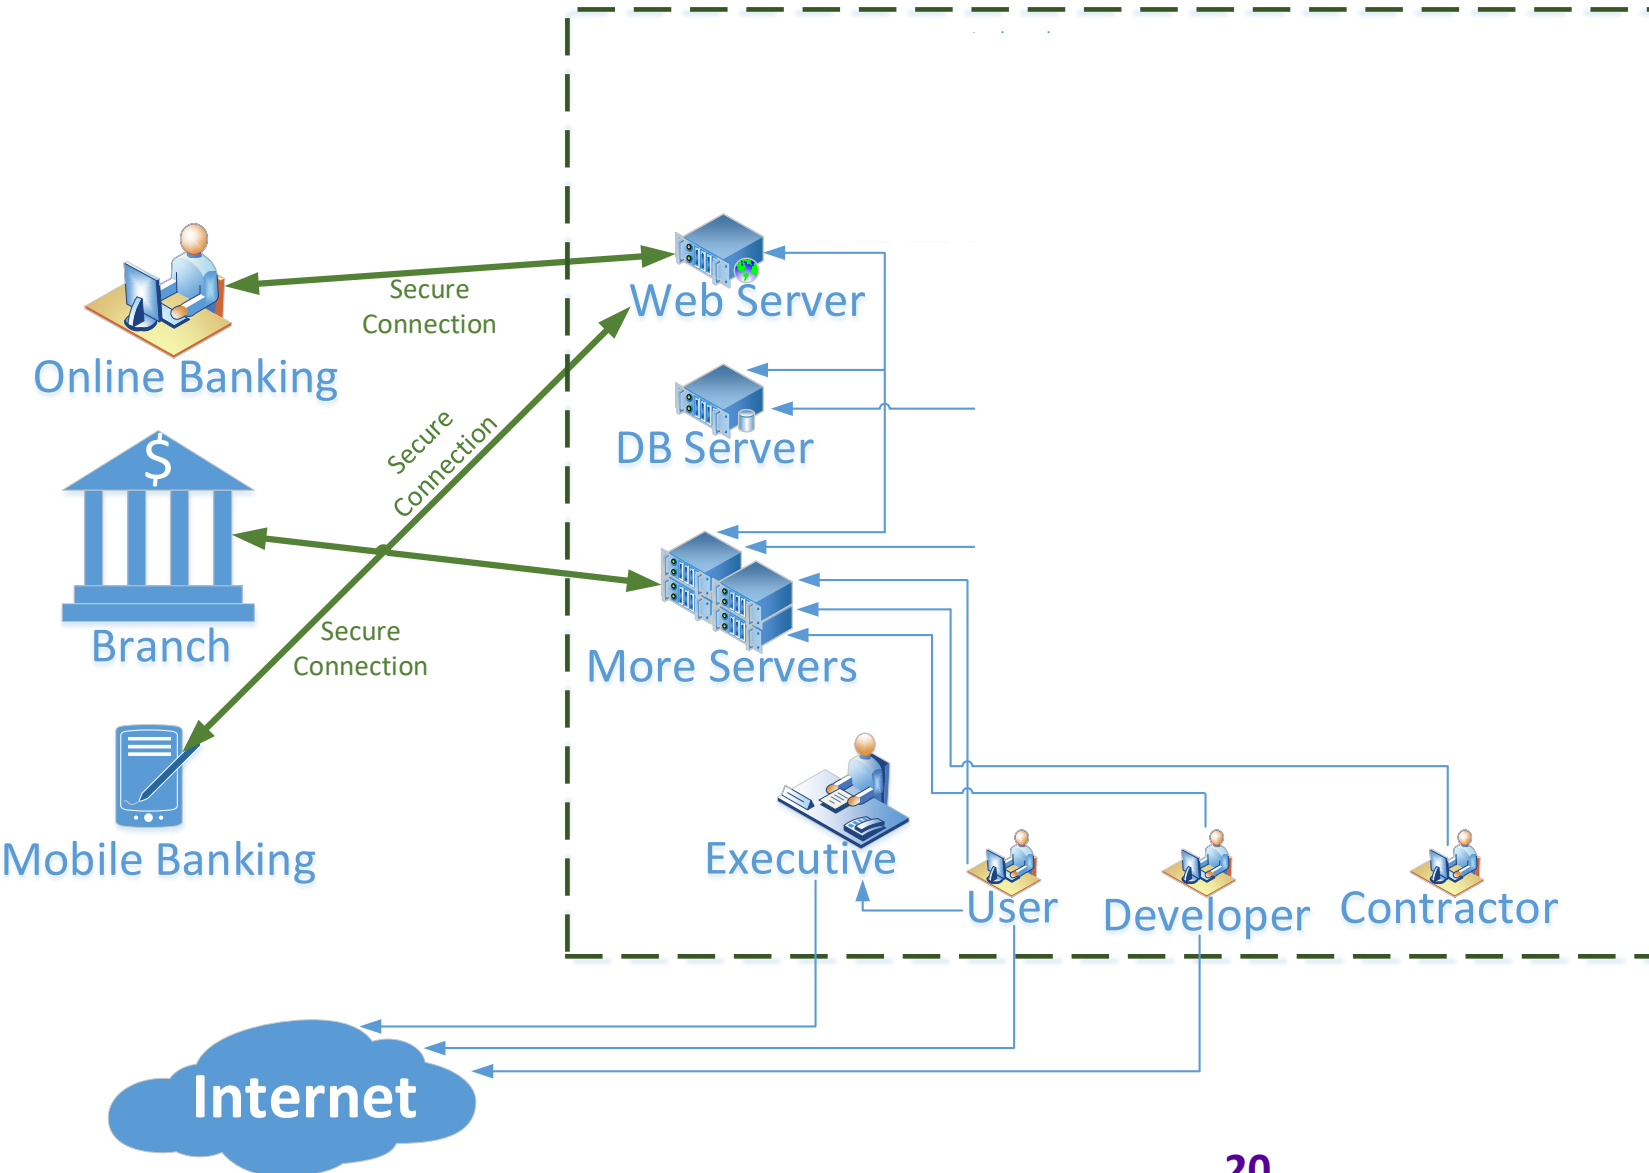 Secure
Connection
Web Server
Online Banking
Secure
Connection
DB Server
$
Branch
Secure
Connection
More Servers
Mobile Banking
Executive
User
Developer
Contractor
Internet
20